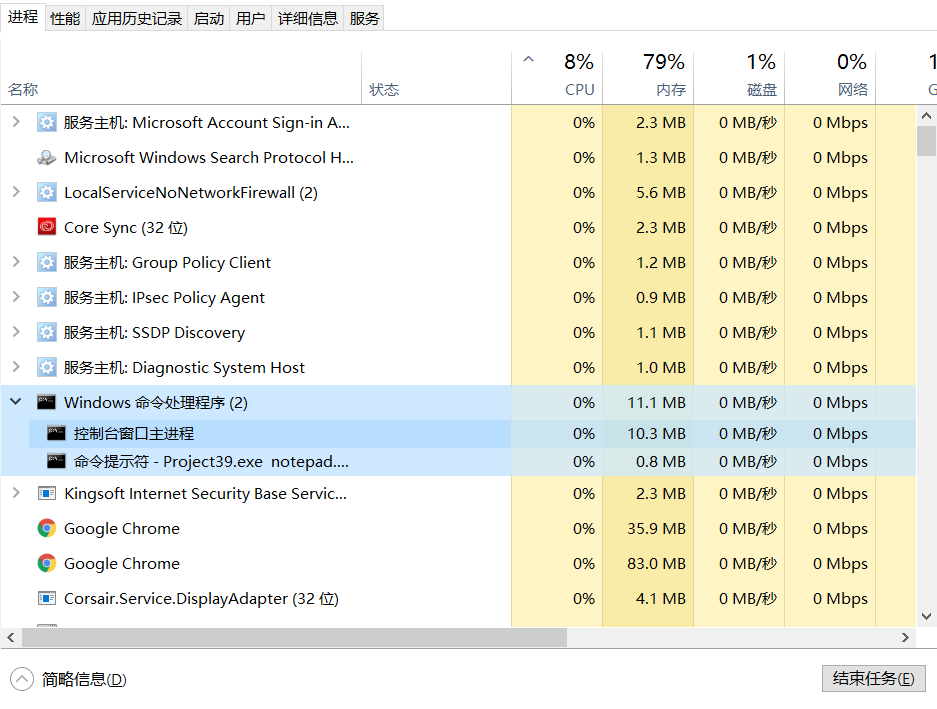 进程 性能 应用历史记录 启动 用户 详细信息 服务
8% 79% 1% 0% 1
名称 状态 CPU 内存 磁盘 网络 G
服务主机: Microsoft Account Sign-in A... 0% 2.3 MB 0 MB/秒 0 Mbps
Microsoft Windows Search Protocol H... 0% 1.3 MB 0 MB/秒 0 Mbps
LocalServiceNoNetworkFirewall (2) 0% 5.6 MB 0 MB/秒 0 Mbps
Core Sync (32 位) 0% 2.3 MB 0 MB/秒 0 Mbps
服务主机: Group Policy Client 0% 1.2 MB 0 MB/秒 0 Mbps
服务主机: IPsec Policy Agent 0% 0.9 MB 0 MB/秒 0 Mbps
服务主机: SSDP Discovery 0% 1.1 MB 0 MB/秒 0 Mbps
服务主机: Diagnostic System Host 0% 1.0 MB 0 MB/秒 0 Mbps
Windows 命令处理程序 (2) 0% 11.1 MB 0 MB/秒 0 Mbps
控制台窗口主进程 0% 10.3 MB 0 MB/秒 0 Mbps
命令提示符 - Project39.exe notepad.... 0% 0.8 MB 0 MB/秒 0 Mbps
Kingsoft Internet Security Base Servic... 0% 2.3 MB 0 MB/秒 0 Mbps
Google Chrome 0% 35.9 MB 0 MB/秒 0 Mbps
Google Chrome 0% 83.0 MB 0 MB/秒 0 Mbps
Corsair.Service.DisplayAdapter (32 位) 0% 4.1 MB 0 MB/秒 0 Mbps
简略信息(D) 结束任务(E)